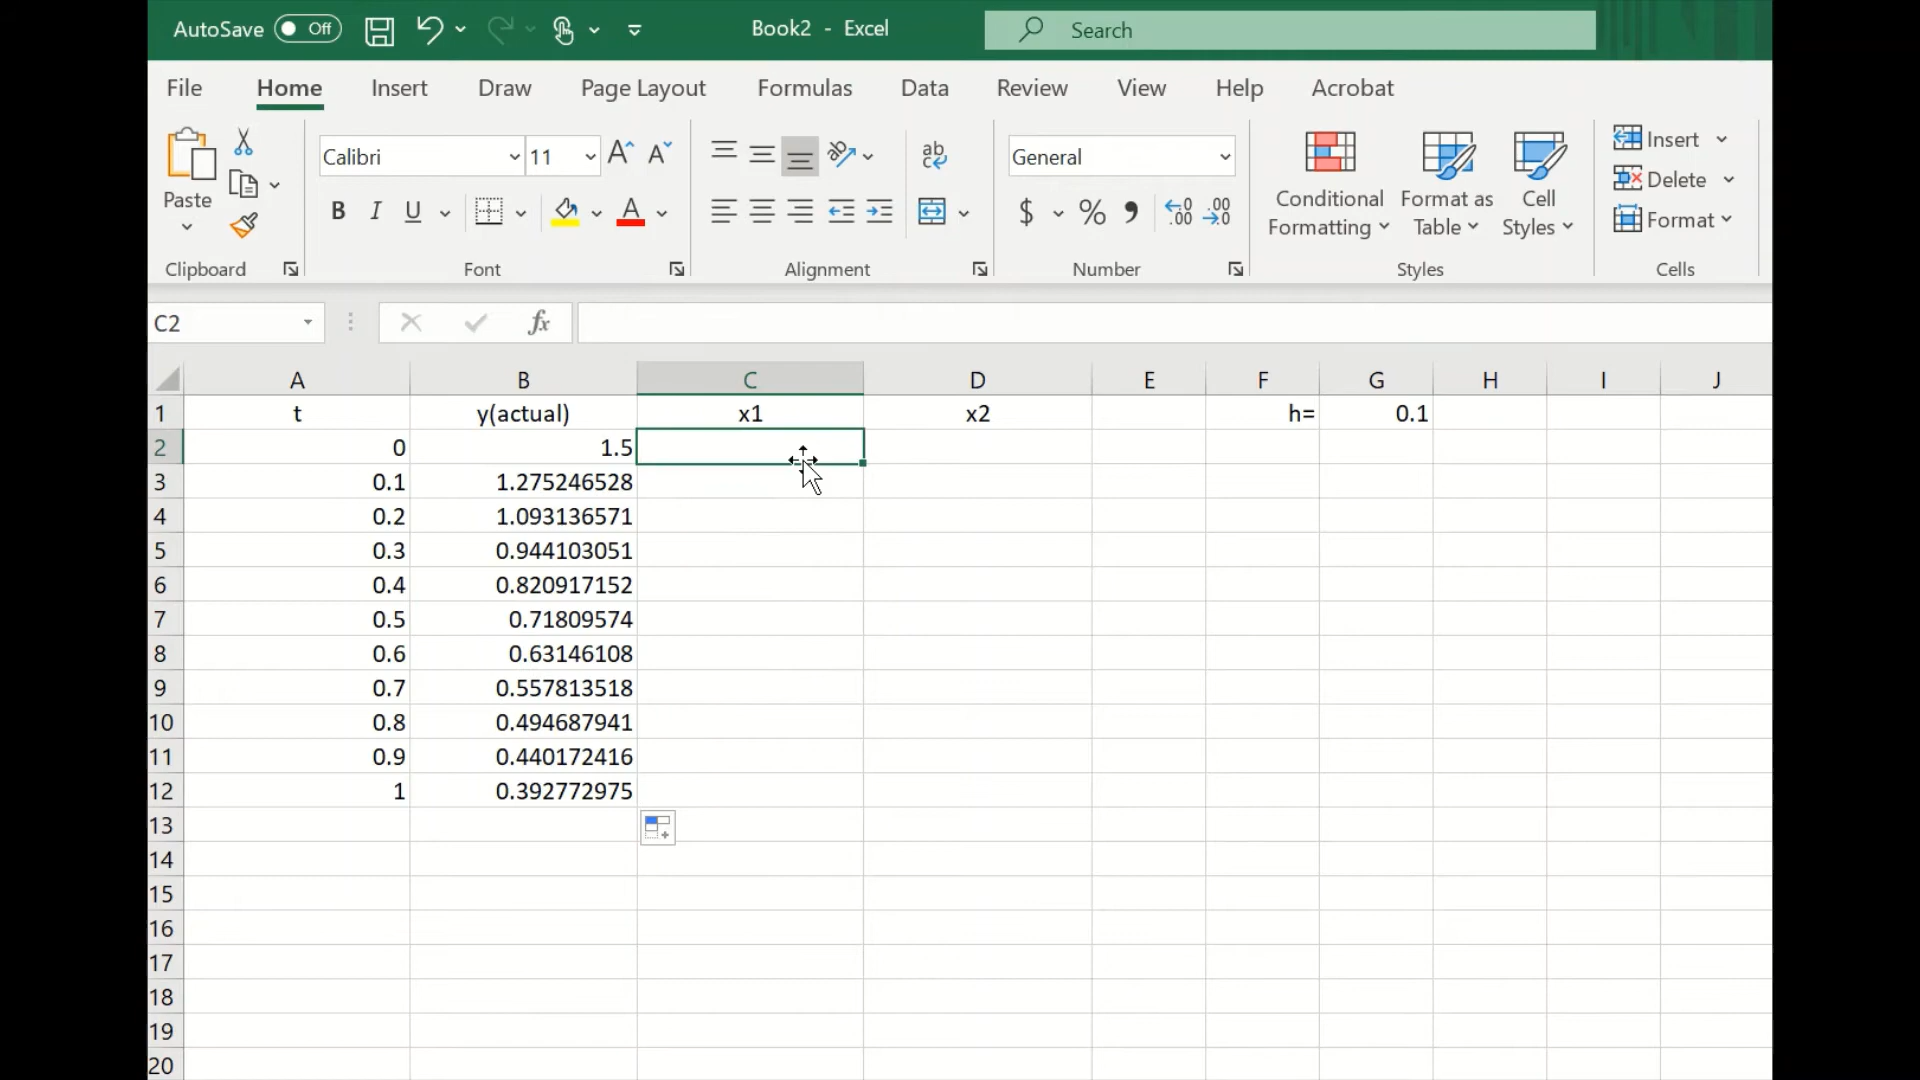 AutoSave Off Book2 - Excel Search
File Home Insert Draw Page Layout Formulas Data Review View Help Acrobat
Paste
Clipboard
Calibri 11
B I U A
Font
ab
c
Alignment
General
$ % , .00 .0
Number
Conditional Formatting
Format as Table
Cell Styles
Styles
Insert
Delete
Format
Cells
C2 fx
A B C D E F G H I J
1 t y(actual) x1 x2 h= 0.1
2 0 1.5
3 0.1 1.275246528
4 0.2 1.093136571
5 0.3 0.944103051
6 0.4 0.820917152
7 0.5 0.71809574
8 0.6 0.63146108
9 0.7 0.557813518
10 0.8 0.494687941
11 0.9 0.440172416
12 1 0.392772975
13
14
15
16
17
18
19
20